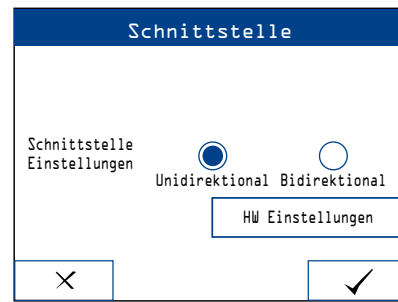 Schnittstelle
Schnittstelle
Einstellungen
Unidirektional Bidirektional
HW Einstellungen